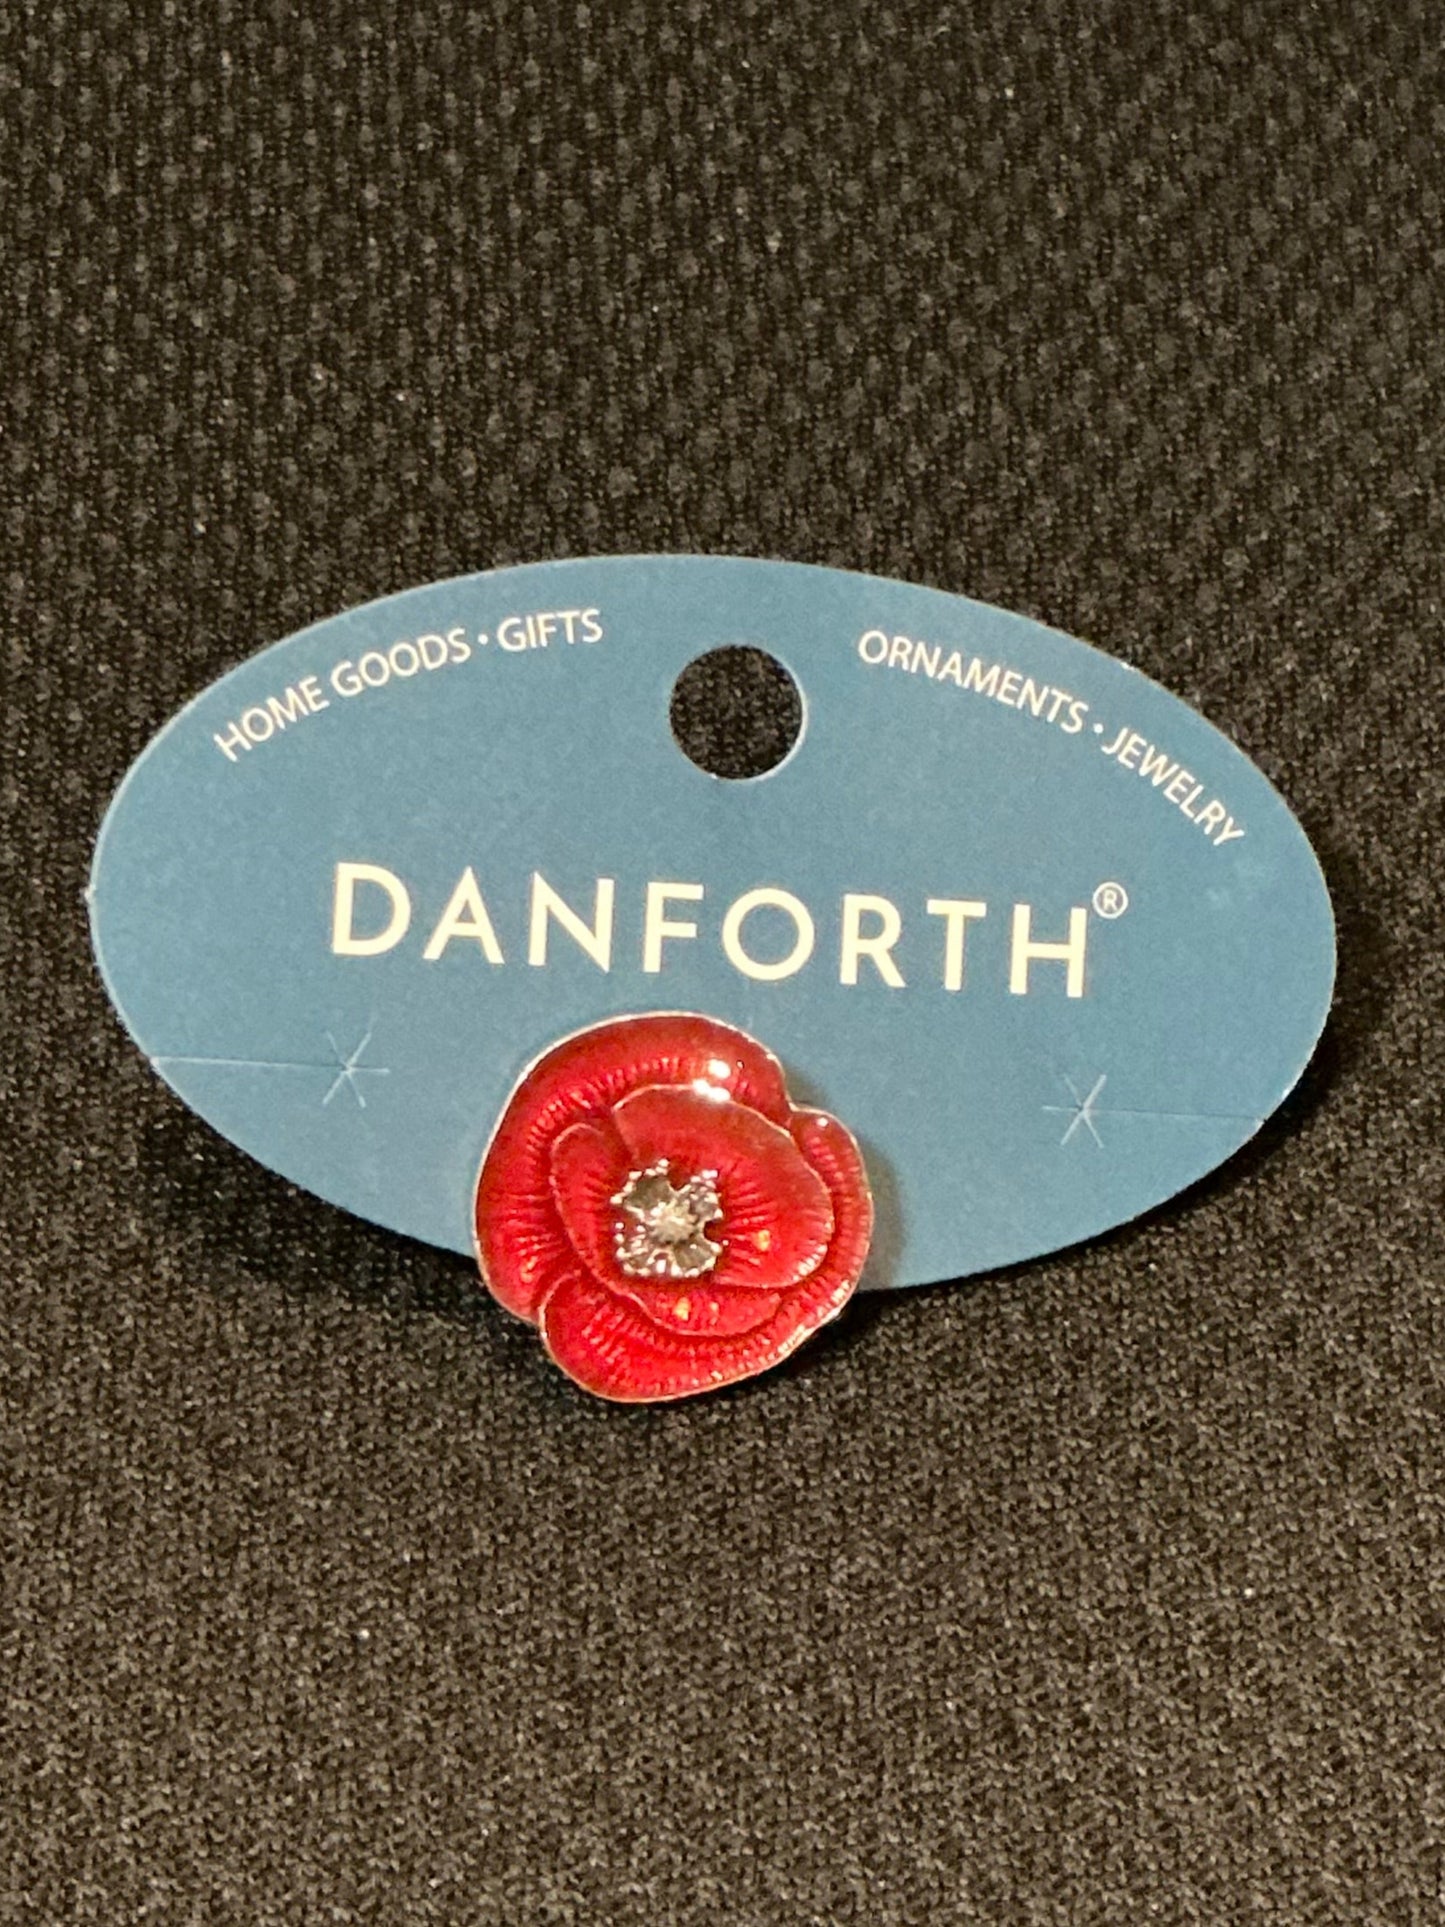 HOME GOODS · GIFTS
ORNAMENTS · JEWELRY
DANFORTH®